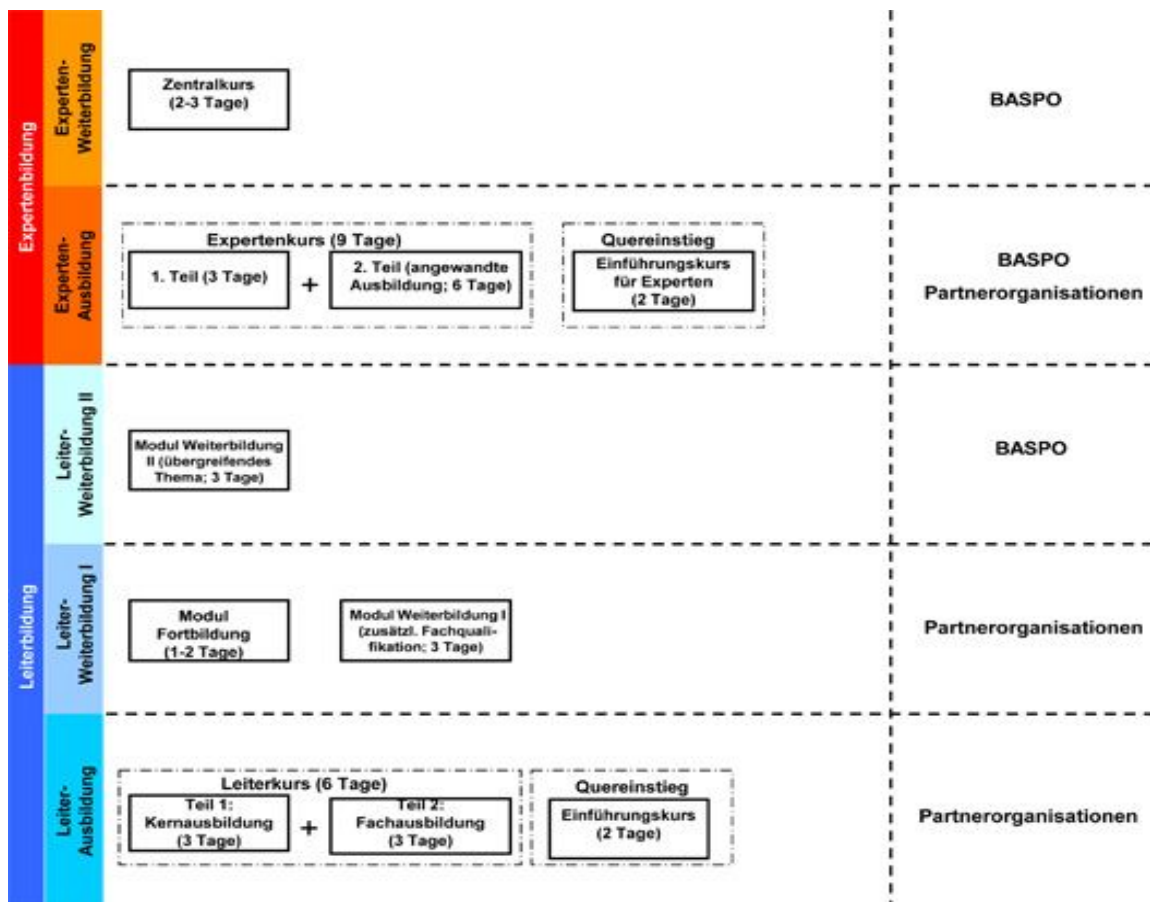 Expertenbildung
Experten-
Weiterbildung
Zentralkurs
(2-3 Tage)
BASPO
Experten-
Ausbildung
Expertenkurs (9 Tage)
1. Teil (3 Tage)
+
2. Teil (angewandte
Ausbildung; 6 Tage)
Quereinstieg
Einführungskurs
für Experten
(2 Tage)
BASPO
Partnerorganisationen
Leiterbildung
Leiter-
Weiterbildung II
Modul Weiterbildung
II (übergreifendes
Thema; 3 Tage)
BASPO
Leiter-
Weiterbildung I
Modul
Fortbildung
(1-2 Tage)
Modul Weiterbildung I
(zusätzl. Fachquali-
fikation; 3 Tage)
Partnerorganisationen
Leiter-
Ausbildung
Leiterkurs (6 Tage)
Teil 1:
Kernausbildung
(3 Tage)
+
Teil 2:
Fachausbildung
(3 Tage)
Quereinstieg
Einführungskurs
(2 Tage)
Partnerorganisationen